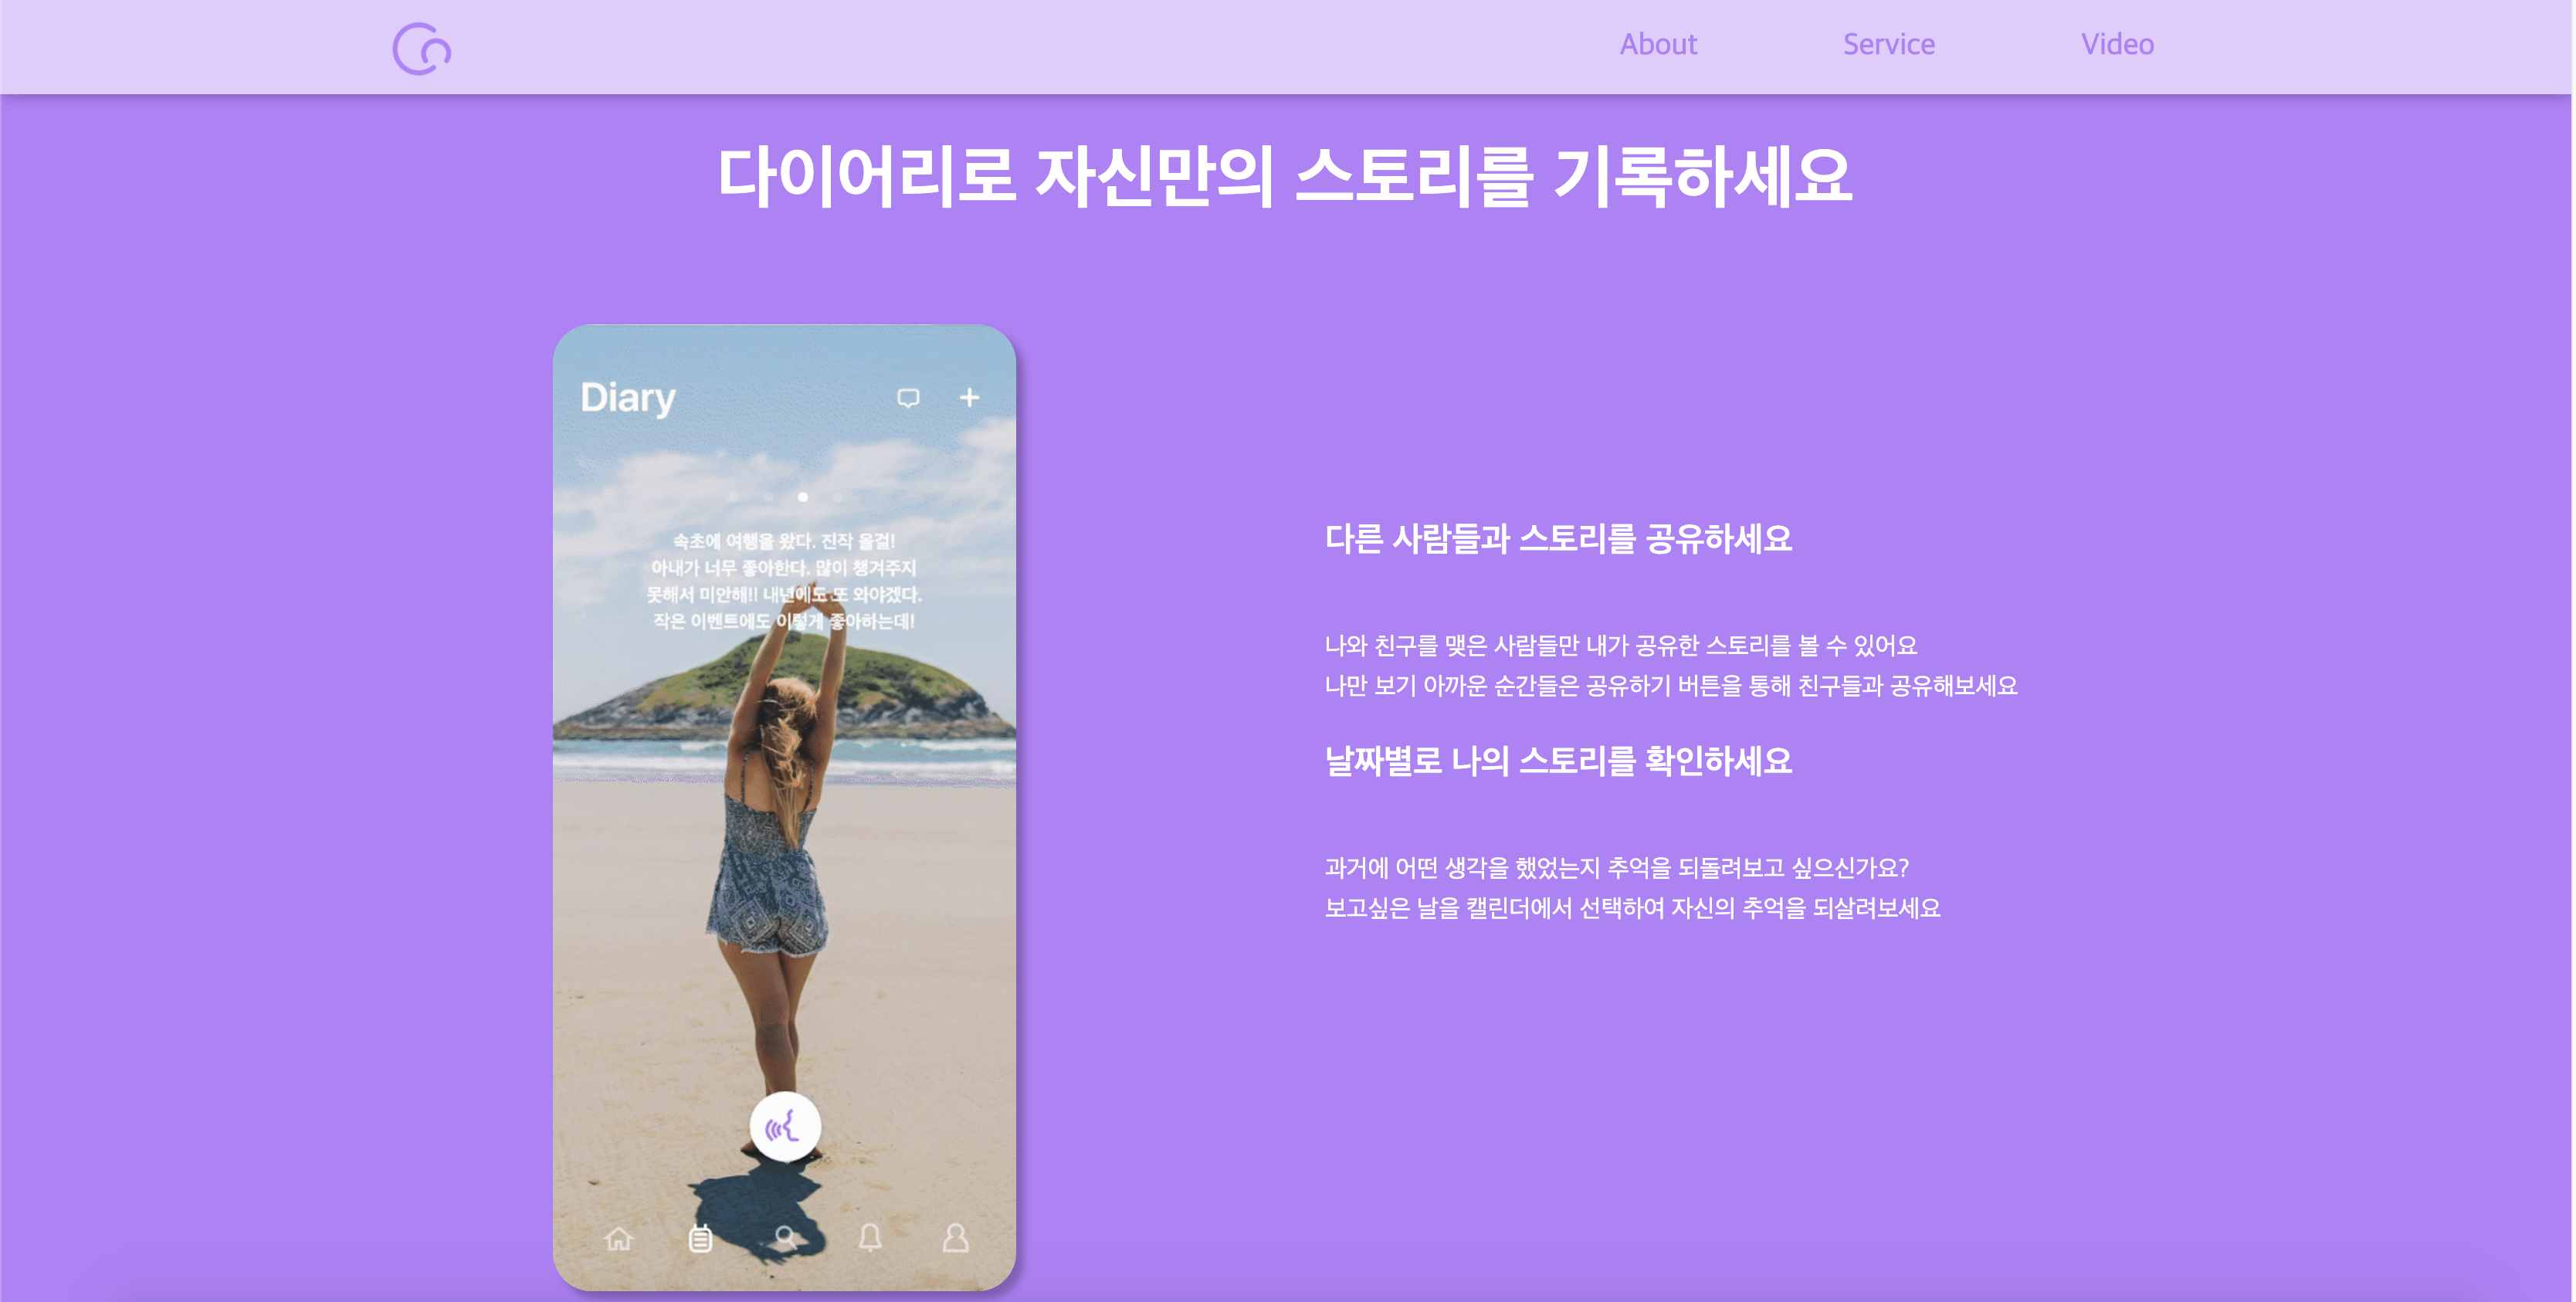 About
Service
Video
다이어리로 자신만의 스토리를 기록하세요
Diary
속초에 여행을 왔다. 진작 올걸!
아내가 너무 좋아한다. 많이 챙겨주지
못해서 미안해!! 내년에도 또 와야겠다.
작은 이벤트에도 이렇게 좋아하는데!
다른 사람들과 스토리를 공유하세요
나와 친구를 맺은 사람들만 내가 공유한 스토리를 볼 수 있어요
나만 보기 아까운 순간들은 공유하기 버튼을 통해 친구들과 공유해보세요
날짜별로 나의 스토리를 확인하세요
과거에 어떤 생각을 했었는지 추억을 되돌려보고 싶으신가요?
보고싶은 날을 캘린더에서 선택하여 자신의 추억을 되살려보세요